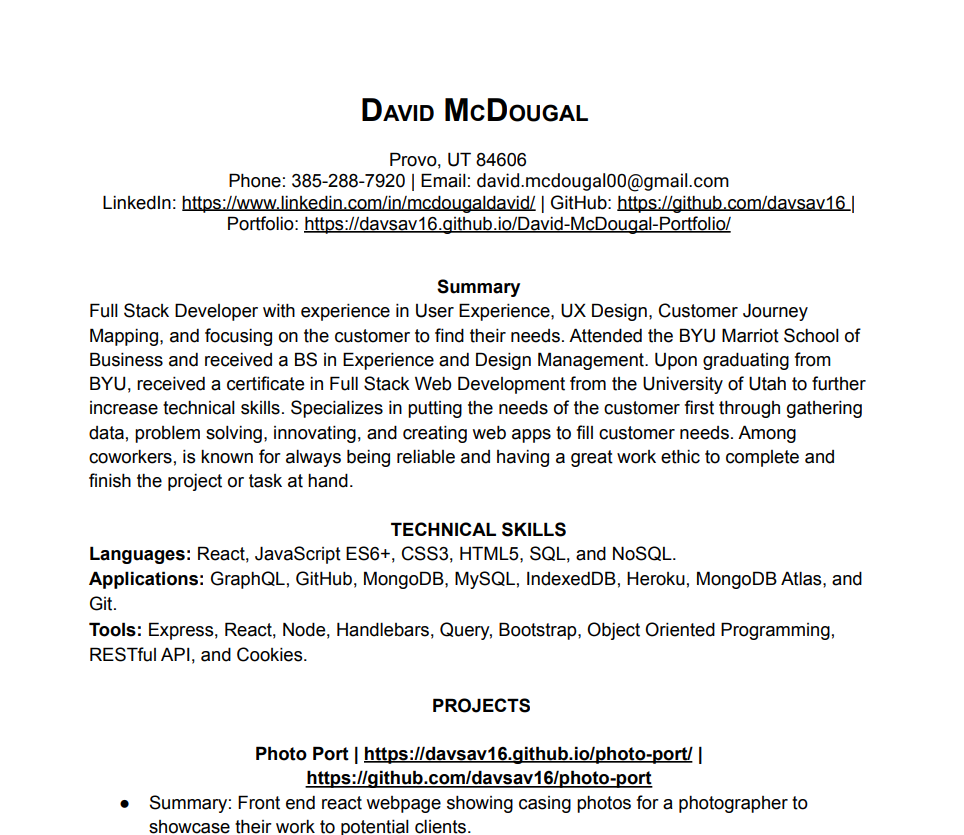 DAVID MCDOUGAL
Provo, UT 84606
Phone: 385-288-7920 | Email: david.mcdougal00@gmail.com
LinkedIn: https://www.linkedin.com/in/mcdougaldavid/ | GitHub: https://github.com/davsav16 |
Portfolio: https://davsav16.github.io/David-McDougal-Portfolio/
Summary
Full Stack Developer with experience in User Experience, UX Design, Customer Journey
Mapping, and focusing on the customer to find their needs. Attended the BYU Marriot School of
Business and received a BS in Experience and Design Management. Upon graduating from
BYU, received a certificate in Full Stack Web Development from the University of Utah to further
increase technical skills. Specializes in putting the needs of the customer first through gathering
data, problem solving, innovating, and creating web apps to fill customer needs. Among
coworkers, is known for always being reliable and having a great work ethic to complete and
finish the project or task at hand.
TECHNICAL SKILLS
Languages: React, JavaScript ES6+, CSS3, HTML5, SQL, and NoSQL.
Applications: GraphQL, GitHub, MongoDB, MySQL, IndexedDB, Heroku, MongoDB Atlas, and
Git.
Tools: Express, React, Node, Handlebars, Query, Bootstrap, Object Oriented Programming,
RESTful API, and Cookies.
PROJECTS
Photo Port | https://davsav16.github.io/photo-port/ |
https://github.com/davsav16/photo-port
● Summary: Front end react webpage showing casing photos for a photographer to
showcase their work to potential clients.